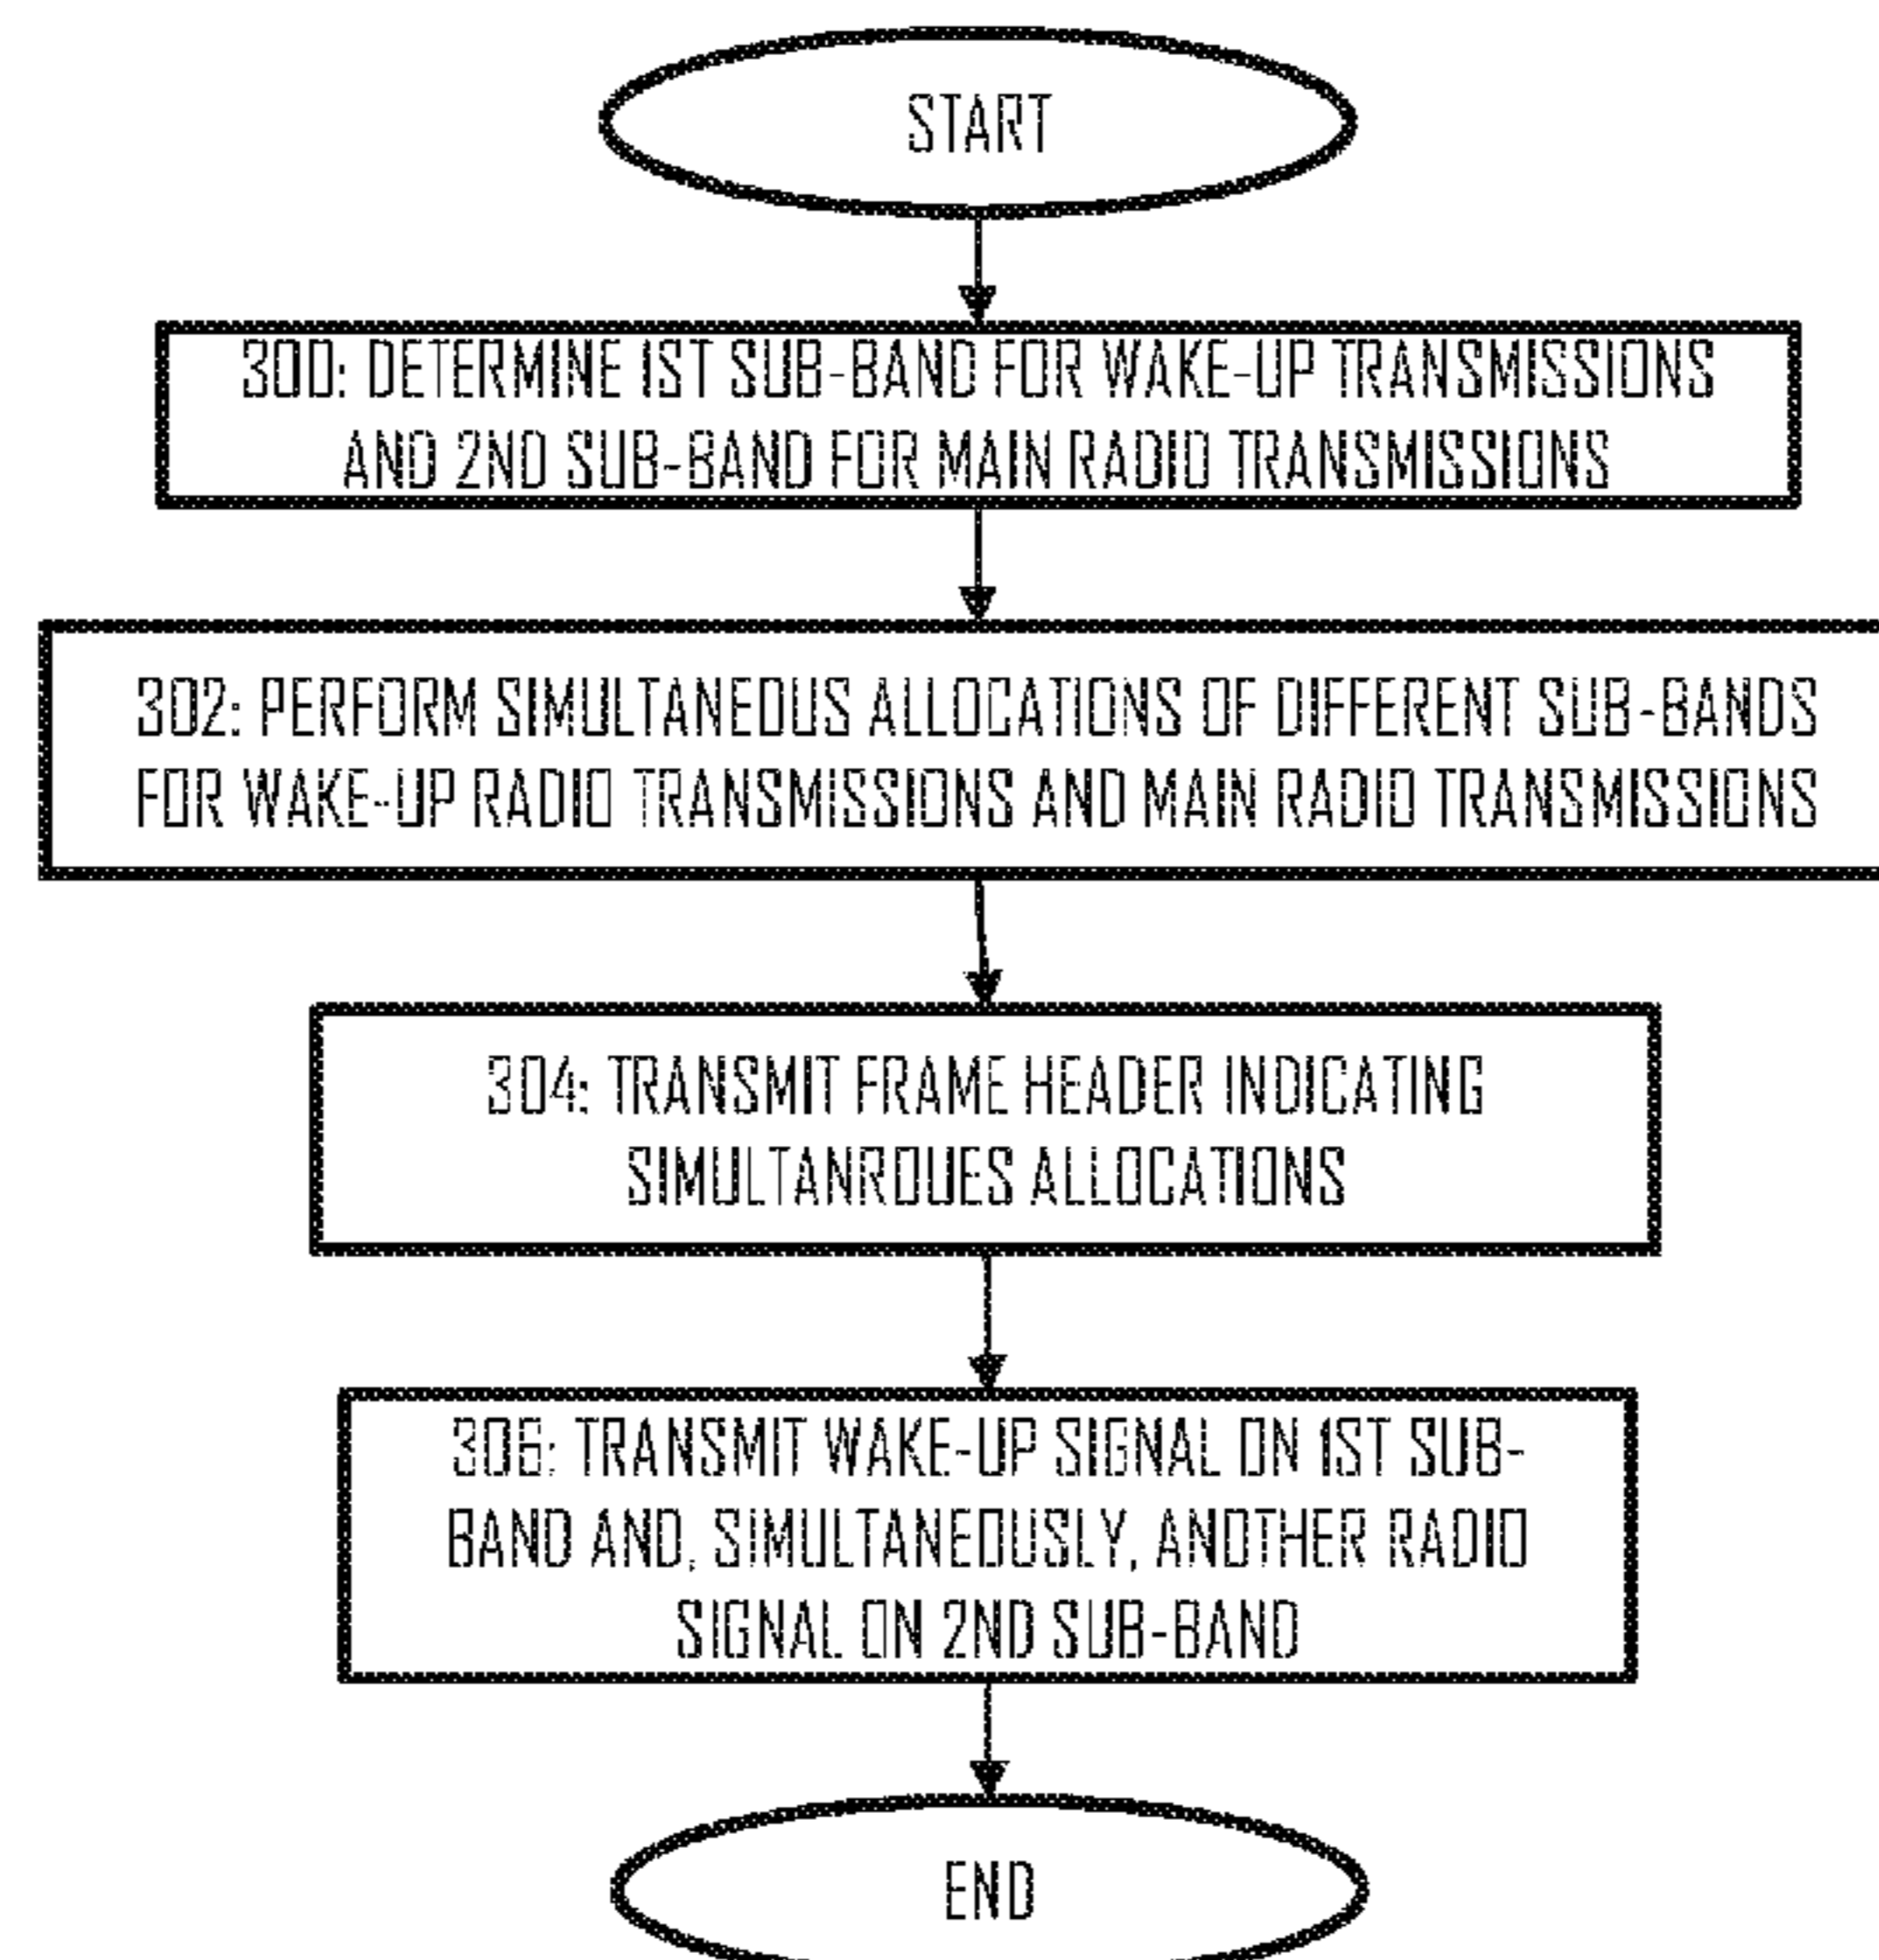 START
300: DETERMINE 1ST SUB-BAND FOR WAKE-UP TRANSMISSIONS
AND 2ND SUB-BAND FOR MAIN RADIO TRANSMISSIONS
302: PERFORM SIMULTANEOUS ALLOCATIONS OF DIFFERENT SUB-BANDS
FOR WAKE-UP RADIO TRANSMISSIONS AND MAIN RADIO TRANSMISSIONS
304: TRANSMIT FRAME HEADER INDICATING
SIMULTANROUES ALLOCATIONS
306: TRANSMIT WAKE-UP SIGNAL ON 1ST SUB-
BAND AND, SIMULTANEOUSLY, ANOTHER RADIO
SIGNAL ON 2ND SUB-BAND
END